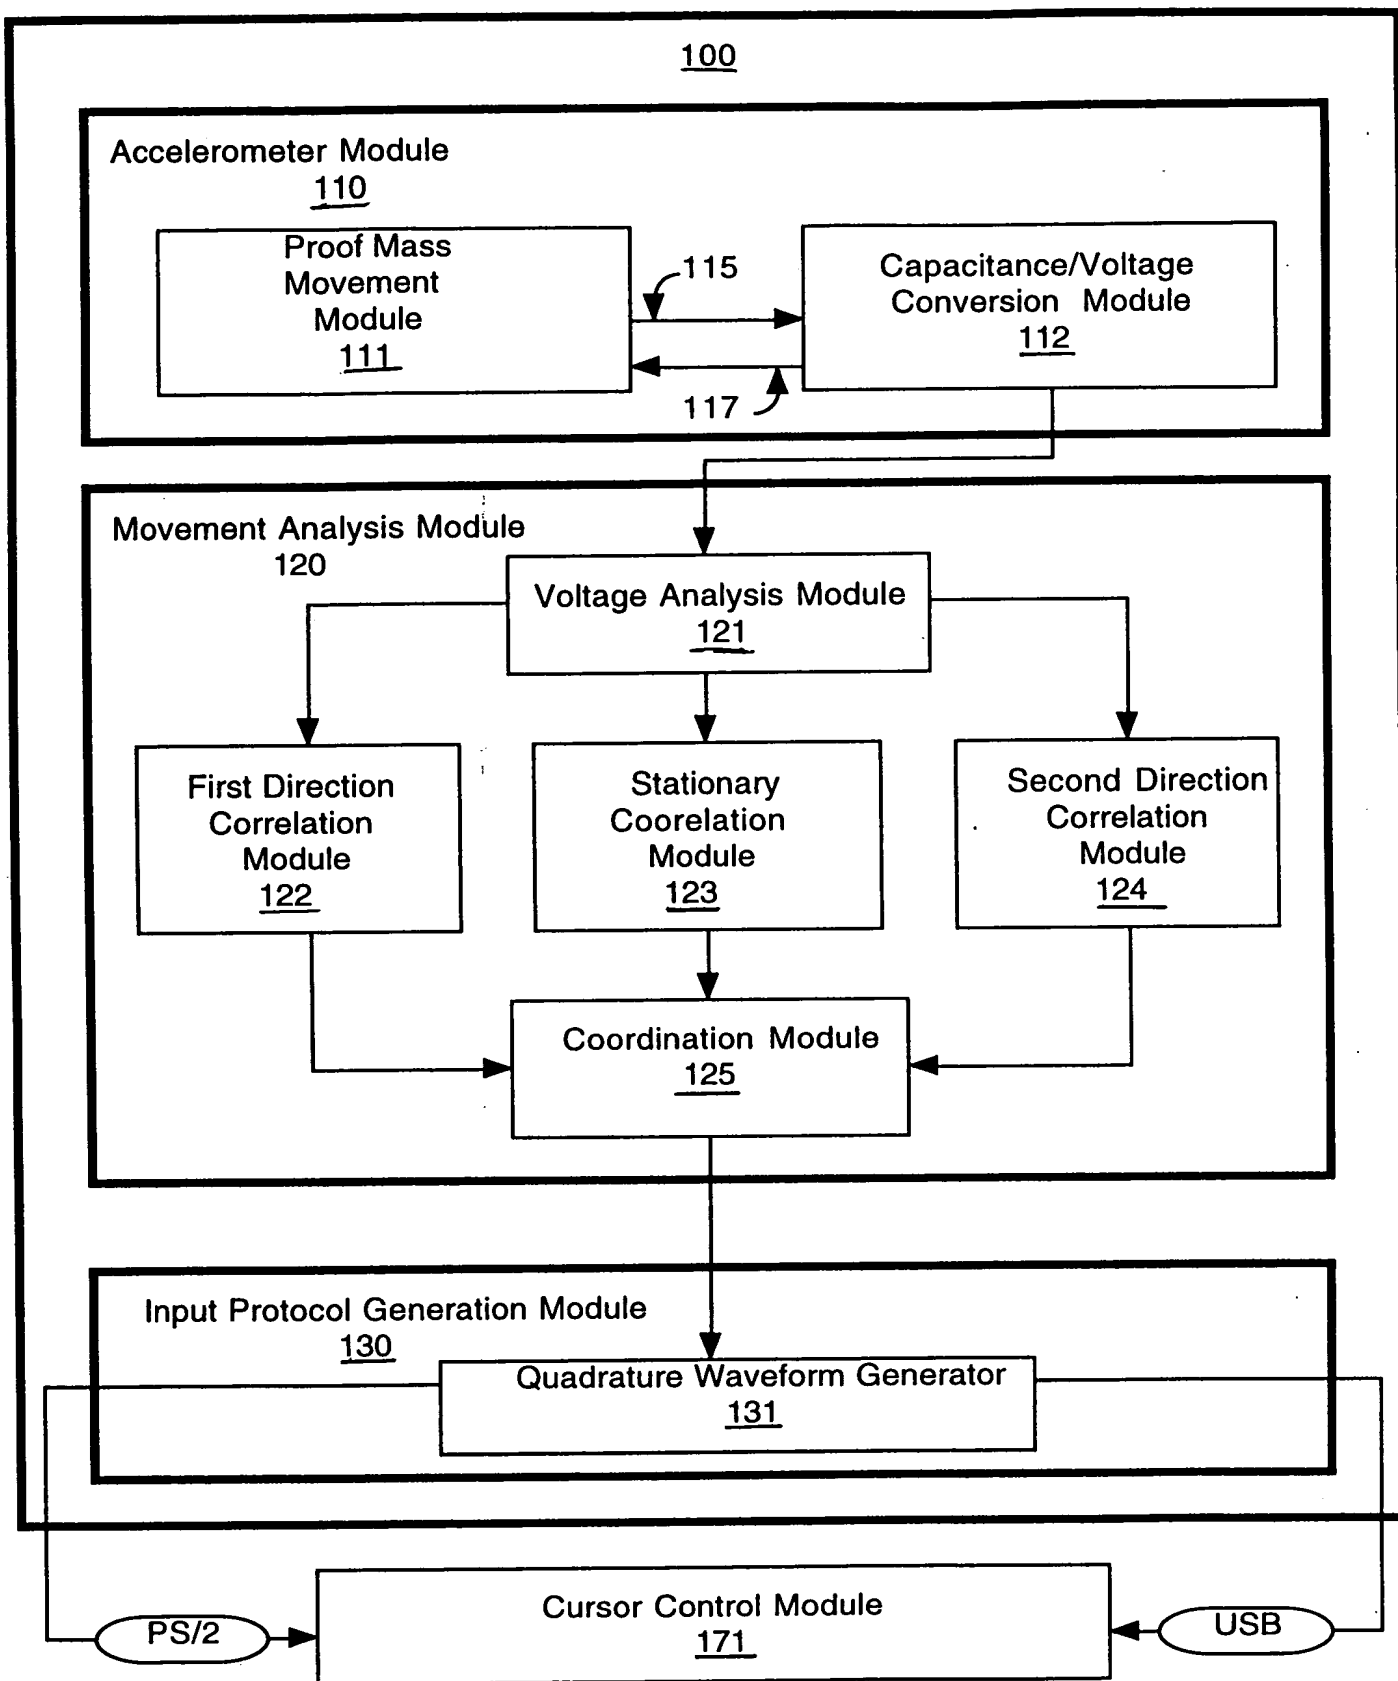 100
Accelerometer Module
110
Proof Mass
Movement
Module
111
115
117
Capacitance/Voltage
Conversion Module
112
Movement Analysis Module
120
Voltage Analysis Module
121
First Direction
Correlation
Module
122
Stationary
Coorelation
Module
123
Second Direction
Correlation
Module
124
Coordination Module
125
Input Protocol Generation Module
130
Quadrature Waveform Generator
131
PS/2
Cursor Control Module
171
USB